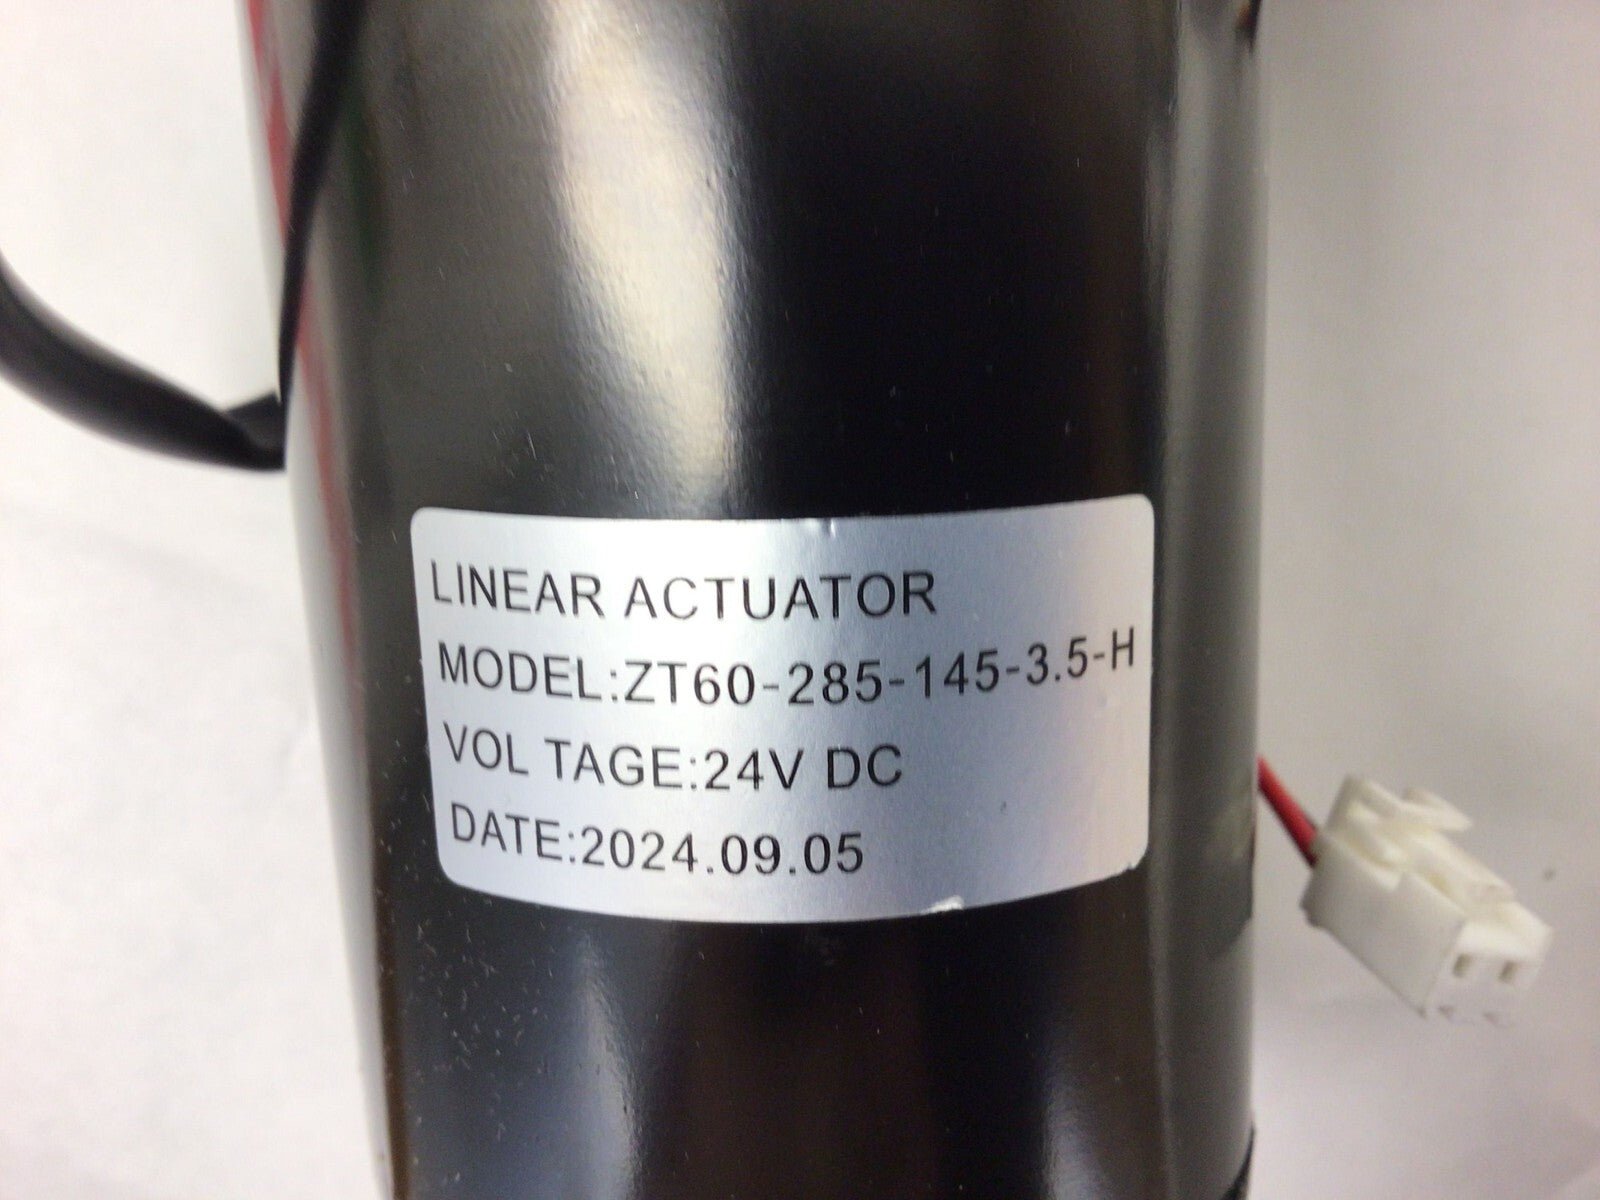 LINEAR ACTUATOR
MODEL:ZT60-285-145-3.5-H
VOL TAGE:24V DC
DATE:2024.09.05